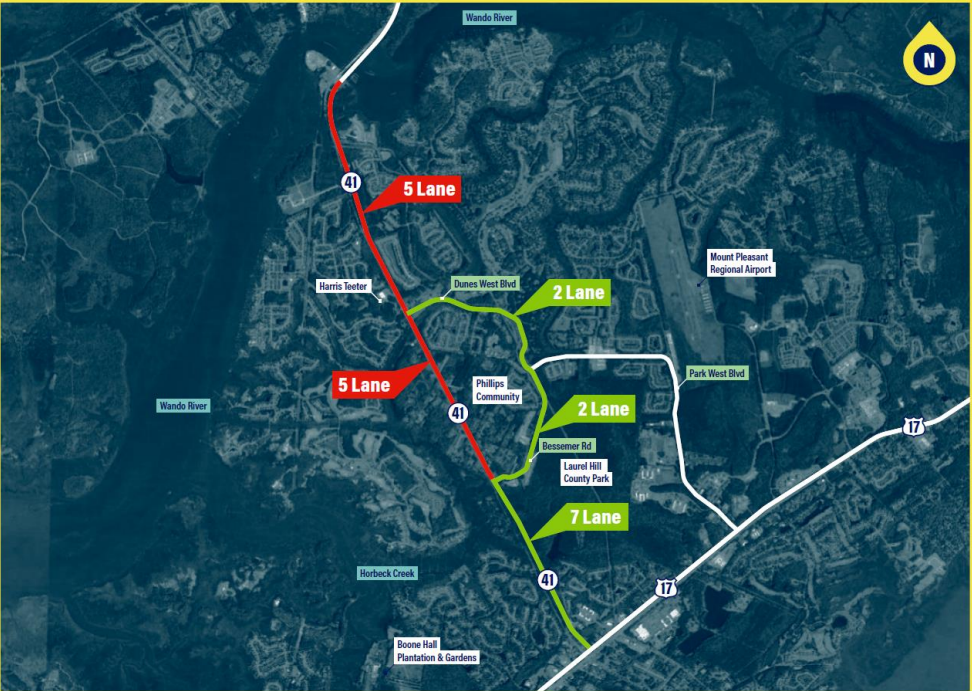 Wando River
N
41
5 Lane
Mount Pleasant
Regional Airport
Harris Teeter
Dunes West Blvd
2 Lane
Park West Blvd
5 Lane
Phillips
Community
Wando River
41
2 Lane
17
Bessemer Rd
Laurel Hill
County Park
7 Lane
Horbeck Creek
41
17
Boone Hall
Plantation & Gardens